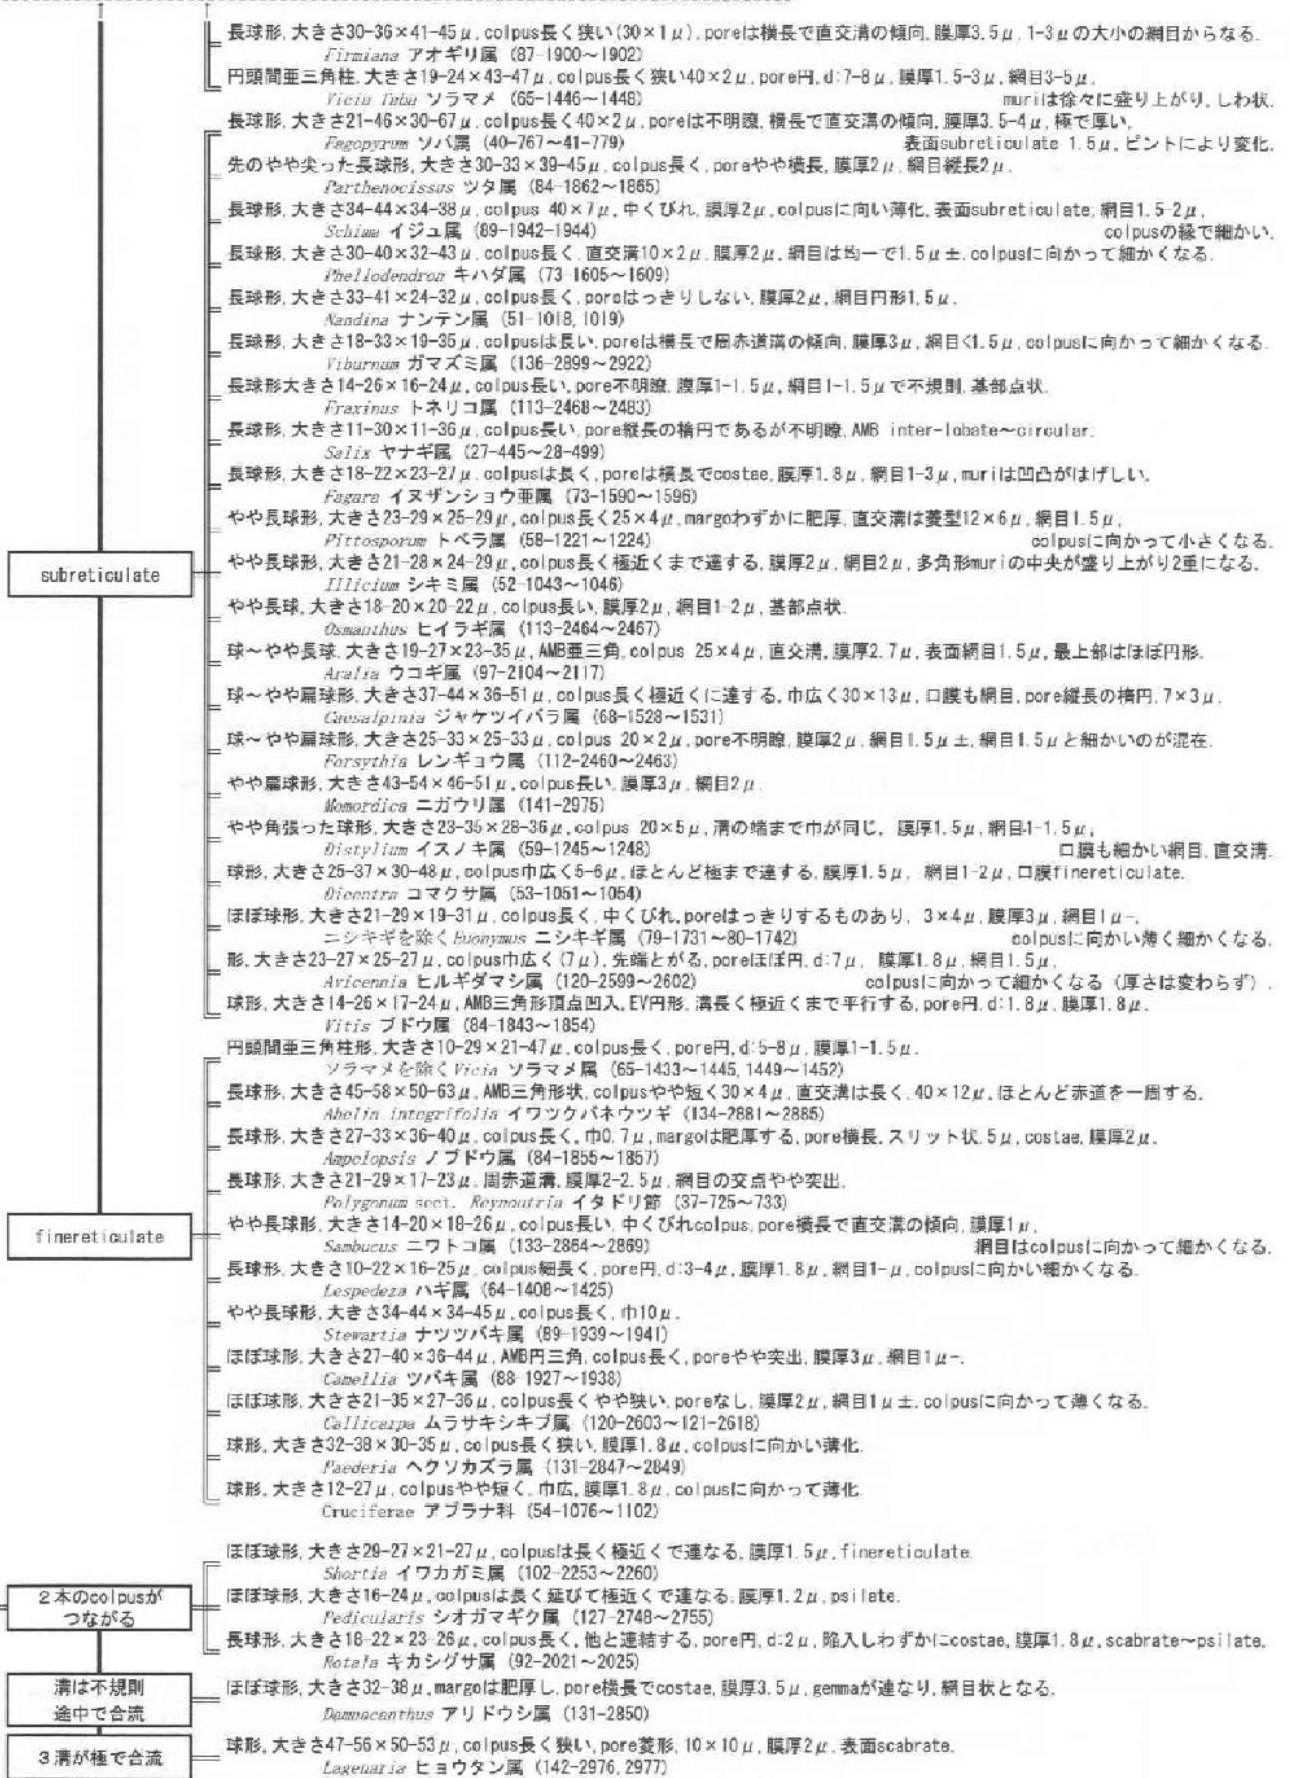 長球形, 大きさ30-36×41-45μ, colpus長く狭い(30×1μ), poreは横長で直交溝の傾向, 膜厚3.5μ, 1-3μの大小の網目からなる.
Firmiana アオギリ属 (87-1900～1902)
円頭間亜三角柱, 大きさ19-24×43-47μ, colpus長く狭い40×2μ, pore円, d:7-8μ, 膜厚1.5-3μ, 網目3-5μ,
Vicia faba ソラマメ (65-1446～1448) muriは徐々に盛り上がり, しわ状.
長球形, 大きさ21-46×30-67μ, colpus長く40×2μ, poreは不明瞭, 横長で直交溝の傾向, 膜厚3.5-4μ, 極で厚い,
Fagopyrum ソバ属 (40-767～41-779) 表面subreticulate 1.5μ, ピントにより変化.
先のやや尖った長球形, 大きさ30-33×39-45μ, colpus長く, poreやや横長, 膜厚2μ, 網目縦長2μ.
Parthenocissus ツタ属 (84-1862～1865)
長球形, 大きさ34-44×34-38μ, colpus 40×7μ, 中くびれ, 膜厚2μ, colpusに向い薄化, 表面subreticulate, 網目1.5-2μ,
Schima イジュ属 (89-1942-1944) colpusの縁で細かい.
長球形, 大きさ30-40×32-43μ, colpus長く, 直交溝10×2μ, 膜厚2μ, 網目は均一で1.5μ±, colpusに向かって細かくなる.
Phellodendron キハダ属 (73-1605～1609)
長球形, 大きさ33-41×24-32μ, colpus長く, poreはっきりしない, 膜厚2μ, 網目円形1.5μ.
Nandina ナンテン属 (51-1018, 1019)
長球形, 大きさ18-33×19-35μ, colpusは長い, poreは横長で周赤道溝の傾向, 膜厚3μ, 網目<1.5μ, colpusに向かって細かくなる.
Viburnum ガマズミ属 (136-2899～2922)
長球形大きさ14-26×16-24μ, colpus長い, pore不明瞭, 膜厚1-1.5μ, 網目1-1.5μで不規則, 基部点状.
Fraxinus トネリコ属 (113-2468～2483)
長球形, 大きさ11-30×11-36μ, colpus長い, pore縦長の楕円であるが不明瞭, AMB inter-lobate～circular.
Salix ヤナギ属 (27-445～28-499)
長球形, 大きさ18-22×23-27μ, colpusは長く, poreは横長でcostae, 膜厚1.8μ, 網目1-3μ, muriは凹凸がはげしい.
Fagara イヌザンショウ亜属 (73-1590～1596)
やや長球形, 大きさ23-29×25-29μ, colpus長く25×4μ, margoわずかに肥厚, 直交溝は菱型12×6μ, 網目1.5μ,
Pittosporum トベラ属 (58-1221～1224) colpusに向かって小さくなる.
subreticulate
やや長球形, 大きさ21-28×24-29μ, colpus長く極近くまで達する, 膜厚2μ, 網目2μ, 多角形muriの中央が盛り上がり2重になる.
Illicium シキミ属 (52-1043～1046)
やや長球, 大きさ18-20×20-22μ, colpus長い, 膜厚2μ, 網目1-2μ, 基部点状.
Osmanthus ヒイラギ属 (113-2464～2467)
球～やや長球, 大きさ19-27×23-35μ, AMB亜三角, colpus 25×4μ, 直交溝, 膜厚2.7μ, 表面網目1.5μ, 最上部はほぼ円形.
Aralia ウコギ属 (97-2104～2117)
球～やや扁球形, 大きさ37-44×36-51μ, colpus長く極近くに達する, 巾広く30×13μ, 口膜も網目, pore縦長の楕円, 7×3μ.
Caesalpinia ジャケツイバラ属 (68-1528～1531)
球～やや扁球形, 大きさ25-33×25-33μ, colpus 20×2μ, pore不明瞭, 膜厚2μ, 網目1.5μ±, 網目1.5μと細かいのが混在.
Forsythia レンギョウ属 (112-2460～2463)
やや扁球形, 大きさ43-54×46-51μ, colpus長い, 膜厚3μ, 網目2μ.
Momordica ニガウリ属 (141-2975)
やや角張った球形, 大きさ23-35×28-36μ, colpus 20×5μ, 溝の端まで巾が同じ, 膜厚1.5μ, 網目1-1.5μ,
Distylium イスノキ属 (59-1245～1248) 口膜も細かい網目, 直交溝.
球形, 大きさ25-37×30-48μ, colpus巾広く5-6μ, ほとんど極まで達する, 膜厚1.5μ, 網目1-2μ, 口膜finereticulate.
Dicentra コマクサ属 (53-1051～1054)
ほぼ球形, 大きさ21-29×19-31μ, colpus長く, 中くびれ, poreはっきりするものあり, 3×4μ, 膜厚3μ, 網目1μ-,
ニシキギを除くEuonymus ニシキギ属 (79-1731～80-1742) colpusに向かい薄く細かくなる.
形, 大きさ23-27×25-27μ, colpus巾広く(7μ), 先端とがる, poreほぼ円, d:7μ, 膜厚1.8μ, 網目1.5μ,
Avicennia ヒルギダマシ属 (120-2599～2602) colpusに向かって細かくなる (厚さは変わらず).
球形, 大きさ14-26×17-24μ, AMB三角形頂点凹入, EV円形, 溝長く極近くまで平行する, pore円, d:1.8μ, 膜厚1.8μ.
Vitis ブドウ属 (84-1843～1854)
円頭間亜三角柱形, 大きさ10-29×21-47μ, colpus長く, pore円, d:5-8μ, 膜厚1-1.5μ.
ソラマメを除くVicia ソラマメ属 (65-1433～1445, 1449～1452)
長球形, 大きさ45-58×50-63μ, AMB三角形状, colpusやや短く30×4μ, 直交溝は長く, 40×12μ, ほとんど赤道を一周する.
Abelia integrifolia イワツクバネウツギ (134-2881～2885)
長球形, 大きさ27-33×36-40μ, colpus長く, 巾0.7μ, margoは肥厚する, pore横長, スリット状, 5μ, costae, 膜厚2μ.
Ampelopsis ノブドウ属 (84-1855～1857)
長球形, 大きさ21-29×17-23μ, 周赤道溝, 膜厚2-2.5μ, 網目の交点やや突出.
Polygonum sect. Reynoutria イタドリ節 (37-725～733)
finereticulate
やや長球形, 大きさ14-20×18-26μ, colpus長い, 中くびれcolpus, pore横長で直交溝の傾向, 膜厚1μ,
Sambucus ニワトコ属 (133-2864～2869) 網目はcolpusに向かって細かくなる.
長球形, 大きさ10-22×16-25μ, colpus細長く, pore円, d:3-4μ, 膜厚1.8μ, 網目1-μ, colpusに向かい細かくなる.
Lespedeza ハギ属 (64-1408～1425)
やや長球形, 大きさ34-44×34-45μ, colpus長く, 巾10μ.
Stewartia ナツツバキ属 (89-1939～1941)
ほぼ球形, 大きさ27-40×36-44μ, AMB円三角, colpus長く, poreやや突出, 膜厚3μ, 網目1μ-.
Camellia ツバキ属 (88-1927～1938)
ほぼ球形, 大きさ21-35×27-36μ, colpus長くやや狭い, poreなし, 膜厚2μ, 網目1μ±, colpusに向かって薄くなる.
Callicarpa ムラサキシキブ属 (120-2603～121-2618)
球形, 大きさ32-38×30-35μ, colpus長く狭い, 膜厚1.8μ, colpusに向かい薄化.
Paederia ヘクソカズラ属 (131-2847～2849)
球形, 大きさ12-27μ, colpusやや短く, 巾広, 膜厚1.8μ, colpusに向かって薄化.
Cruciferae アブラナ科 (54-1076～1102)
ほぼ球形, 大きさ29-27×21-27μ, colpusは長く極近くで連なる, 膜厚1.5μ, finereticulate.
Shortia イワカガミ属 (102-2253～2260)
2本のcolpusが
つながる
ほぼ球形, 大きさ16-24μ, colpusは長く延びて極近くで連なる, 膜厚1.2μ, psilate.
Pedicularis シオガマギク属 (127-2748～2755)
長球形, 大きさ18-22×23-26μ, colpus長く, 他と連結する, pore円, d:2μ, 陥入しわずかにcostae, 膜厚1.8μ, scabrate～psilate.
Rotala キカシグサ属 (92-2021～2025)
溝は不規則
途中で合流
ほぼ球形, 大きさ32-38μ, margoは肥厚し, pore横長でcostae, 膜厚3.5μ, gemmaが連なり, 網目状となる.
Damnacanthus アリドウシ属 (131-2850)
3溝が極で合流
球形, 大きさ47-56×50-53μ, colpus長く狭い, pore菱形, 10×10μ, 膜厚2μ, 表面scabrate.
Lagenaria ヒョウタン属 (142-2976, 2977)